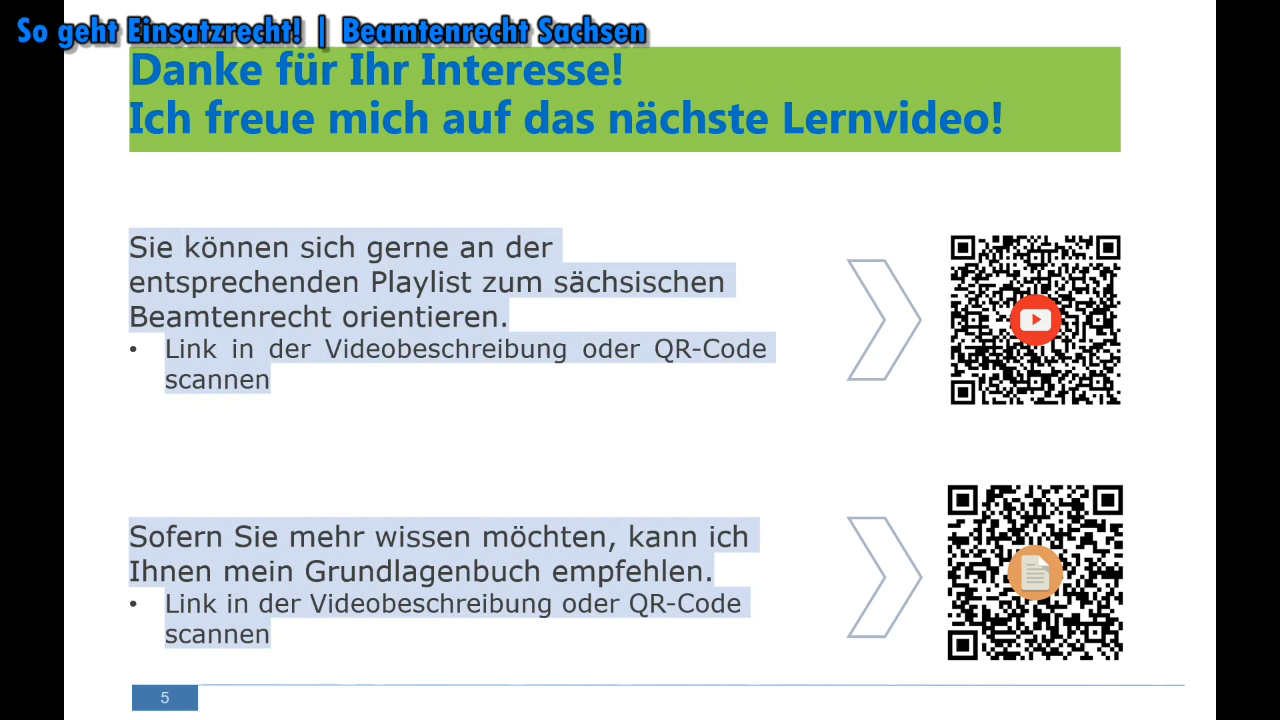 So geht Einsatzrecht! | Beamtenrecht Sachsen
Danke für Ihr Interesse!
Ich freue mich auf das nächste Lernvideo!
Sie können sich gerne an der
entsprechenden Playlist zum sächsischen
Beamtenrecht orientieren.
• Link in der Videobeschreibung oder QR-Code
scannen
Sofern Sie mehr wissen möchten, kann ich
Ihnen mein Grundlagenbuch empfehlen.
• Link in der Videobeschreibung oder QR-Code
scannen
5